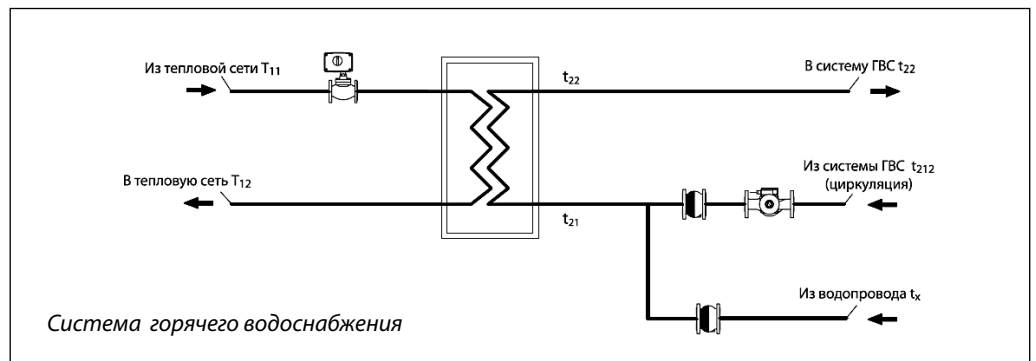 Из тепловой сети T11
t22
В систему ГВС t22
В тепловую сеть T12
t21
Из системы ГВС t212
(циркуляция)
Из водопровода tx
Система горячего водоснабжения